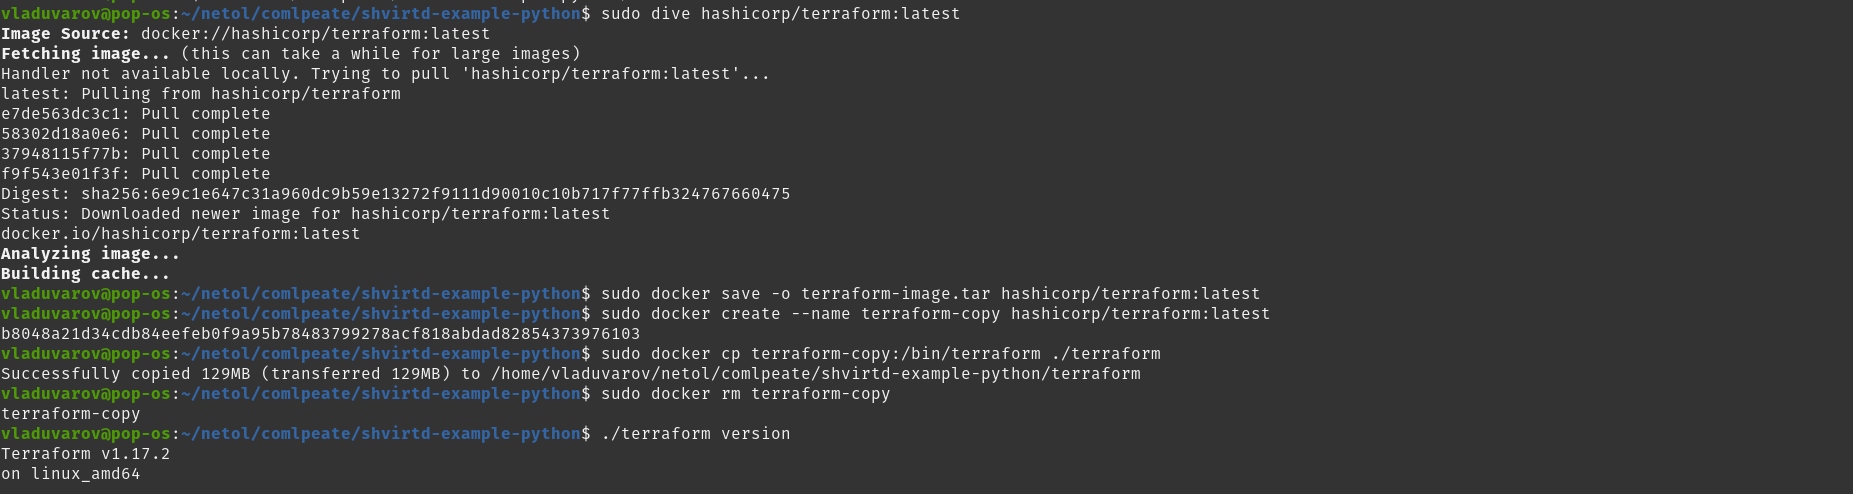 vladuvarov@pop-os:~/netol/comlpeate/shvirtd-example-python$ sudo dive hashicorp/terraform:latest
Image Source: docker://hashicorp/terraform:latest
Fetching image... (this can take a while for large images)
Handler not available locally. Trying to pull 'hashicorp/terraform:latest'...
latest: Pulling from hashicorp/terraform
e7de563dc3c1: Pull complete
58302d18a0e6: Pull complete
37948115f77b: Pull complete
f9f543e01f3f: Pull complete
Digest: sha256:6e9c1e647c31a960dc9b59e13272f9111d90010c10b717f77ffb324767660475
Status: Downloaded newer image for hashicorp/terraform:latest
docker.io/hashicorp/terraform:latest
Analyzing image...
Building cache...
vladuvarov@pop-os:~/netol/comlpeate/shvirtd-example-python$ sudo docker save -o terraform-image.tar hashicorp/terraform:latest
vladuvarov@pop-os:~/netol/comlpeate/shvirtd-example-python$ sudo docker create --name terraform-copy hashicorp/terraform:latest
b8048a21d34cdb84eefeb0f9a95b78483799278acf818abdad82854373976103
vladuvarov@pop-os:~/netol/comlpeate/shvirtd-example-python$ sudo docker cp terraform-copy:/bin/terraform ./terraform
Successfully copied 129MB (transferred 129MB) to /home/vladuvarov/netol/comlpeate/shvirtd-example-python/terraform
vladuvarov@pop-os:~/netol/comlpeate/shvirtd-example-python$ sudo docker rm terraform-copy
terraform-copy
vladuvarov@pop-os:~/netol/comlpeate/shvirtd-example-python$ ./terraform version
Terraform v1.17.2
on linux_amd64